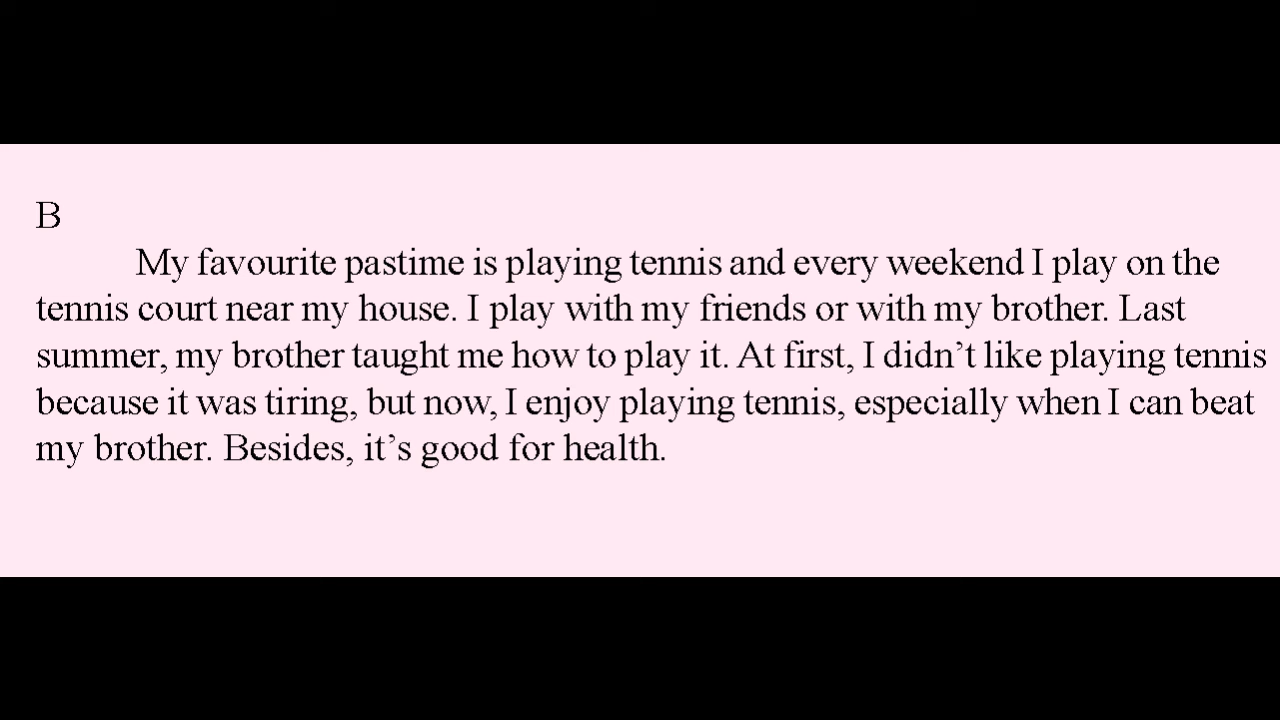 B
My favourite pastime is playing tennis and every weekend I play on the
tennis court near my house. I play with my friends or with my brother. Last
summer, my brother taught me how to play it. At first, I didn’t like playing tennis
because it was tiring, but now, I enjoy playing tennis, especially when I can beat
my brother. Besides, it’s good for health.